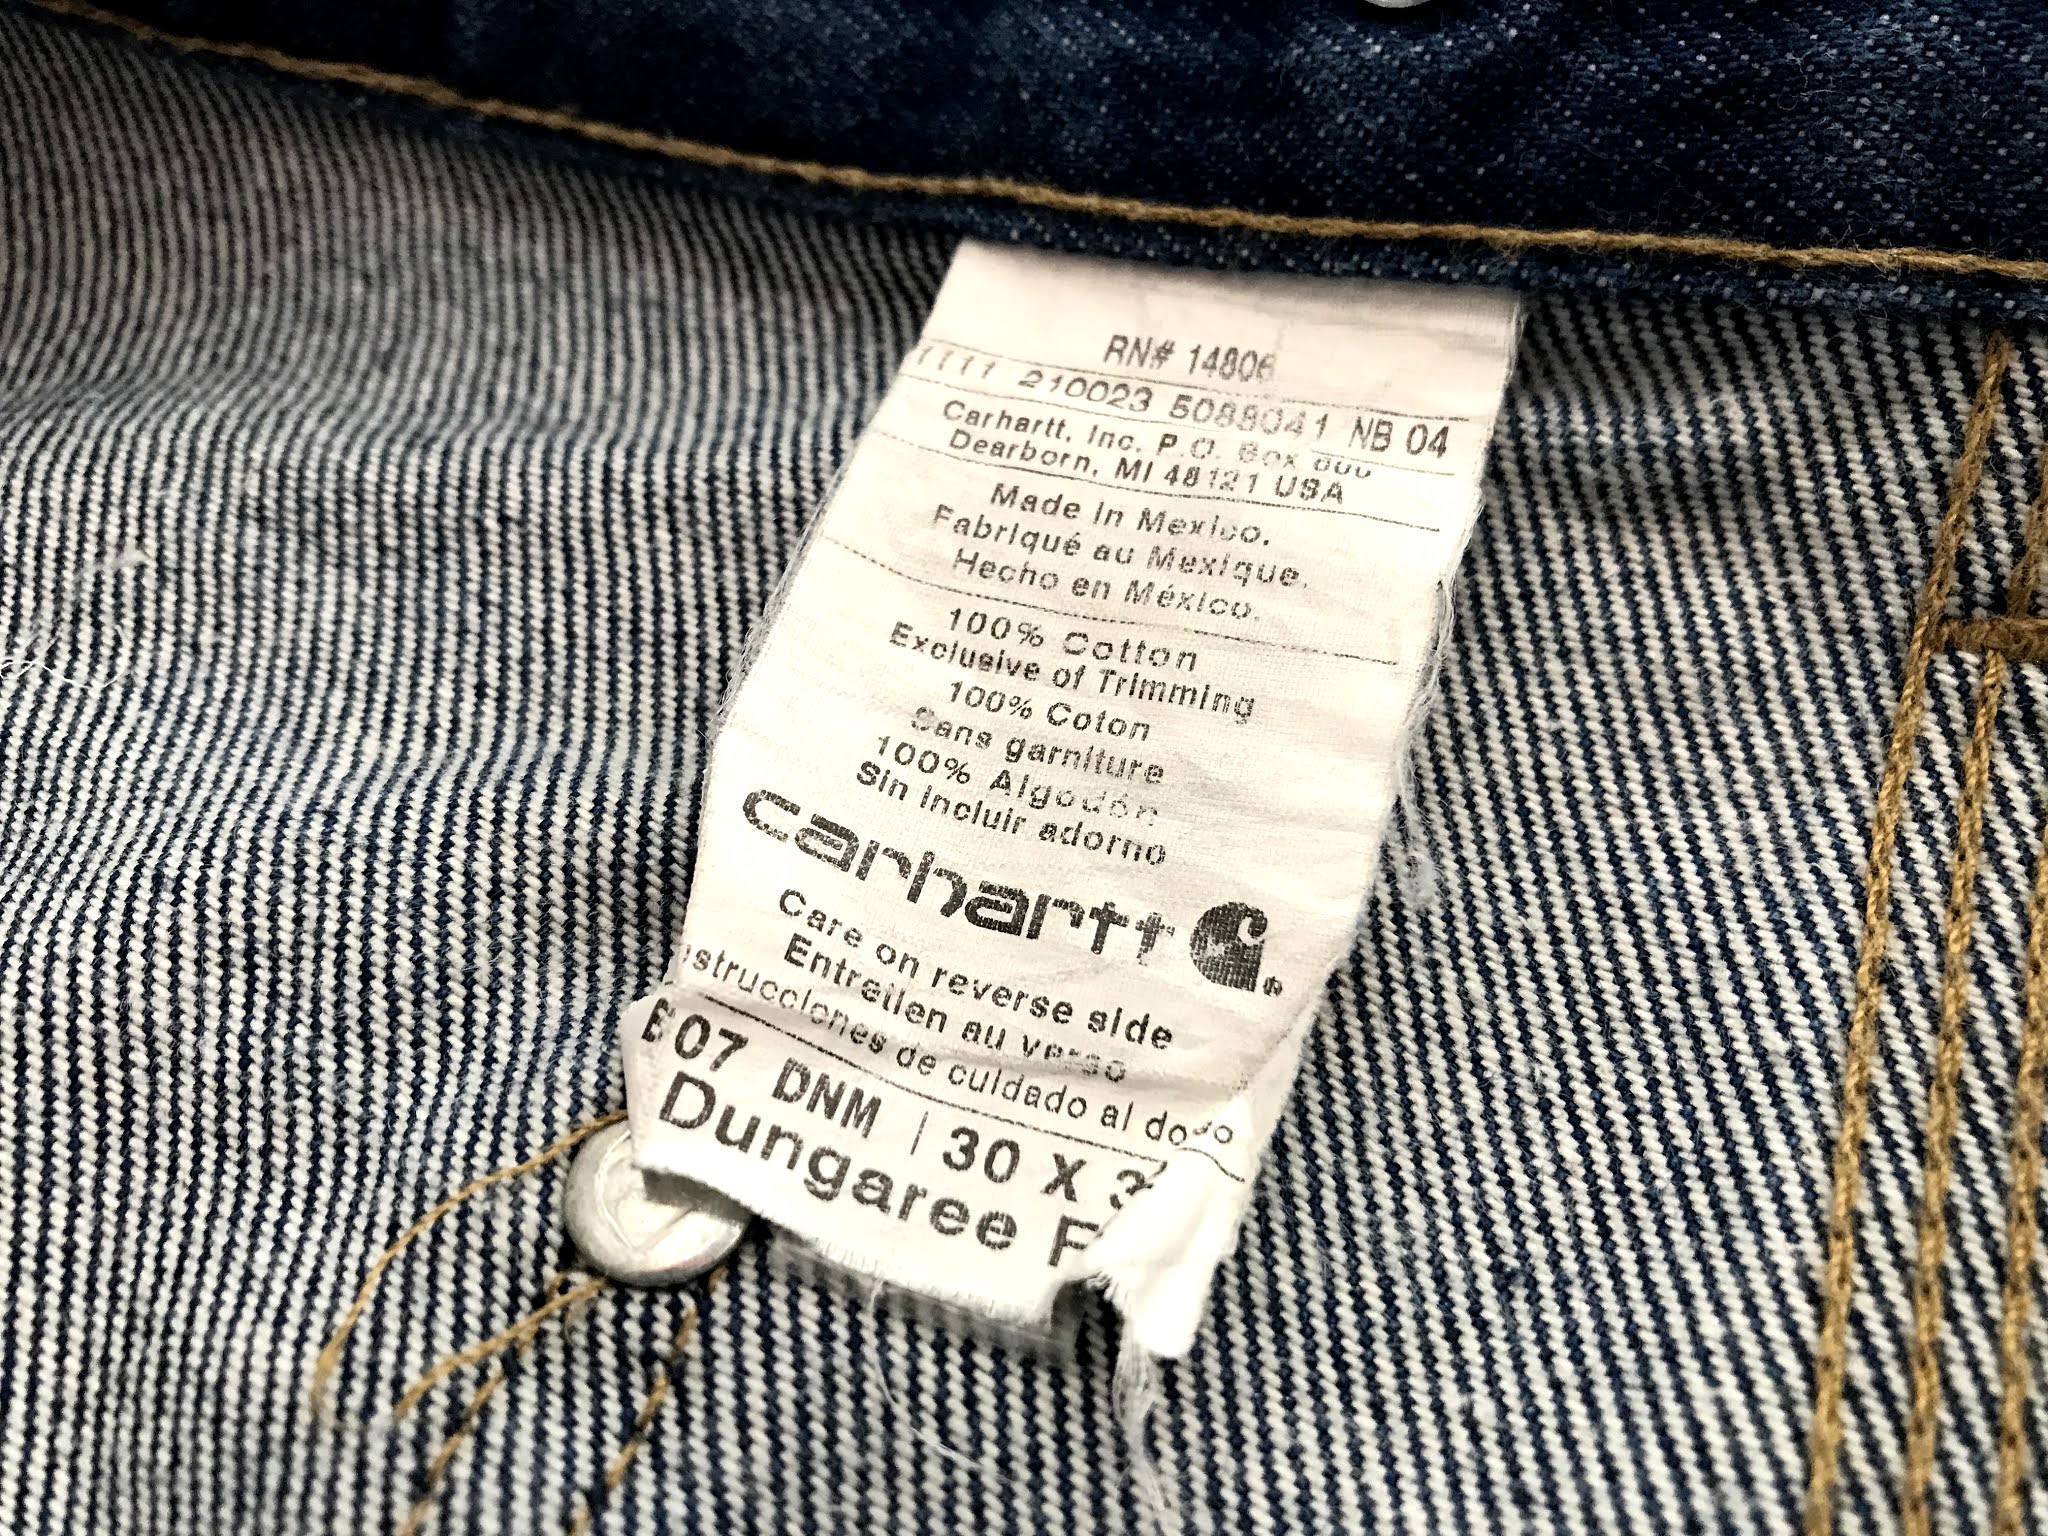 RN# 14806
1111 210023 5088041 NB 04
Carhartt, Inc. P.O. Box 600
Dearborn, MI 48121 USA
Made in Mexico.
Fabriqué au Mexique.
Hecho en México.
100% Cotton
Exclusive of Trimming
100% Coton
Sans garniture
100% Algodón
Sin incluir adorno
carhartt ®
Care on reverse side
Entretien au verso
strucciones de cuidado al dorso
B07 DNM | 30 X 3
Dungaree F